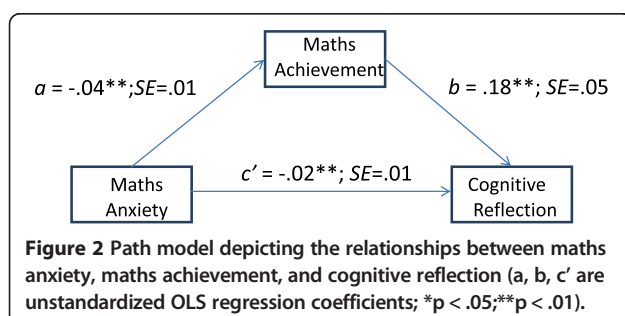 Maths
Achievement
a = -.04**;SE=.01
b = .18**; SE=.05
c’ = -.02**; SE=.01
Maths
Anxiety
Cognitive
Reflection
Figure 2 Path model depicting the relationships between maths
anxiety, maths achievement, and cognitive reflection (a, b, c’ are
unstandardized OLS regression coefficients; *p < .05;**p < .01).